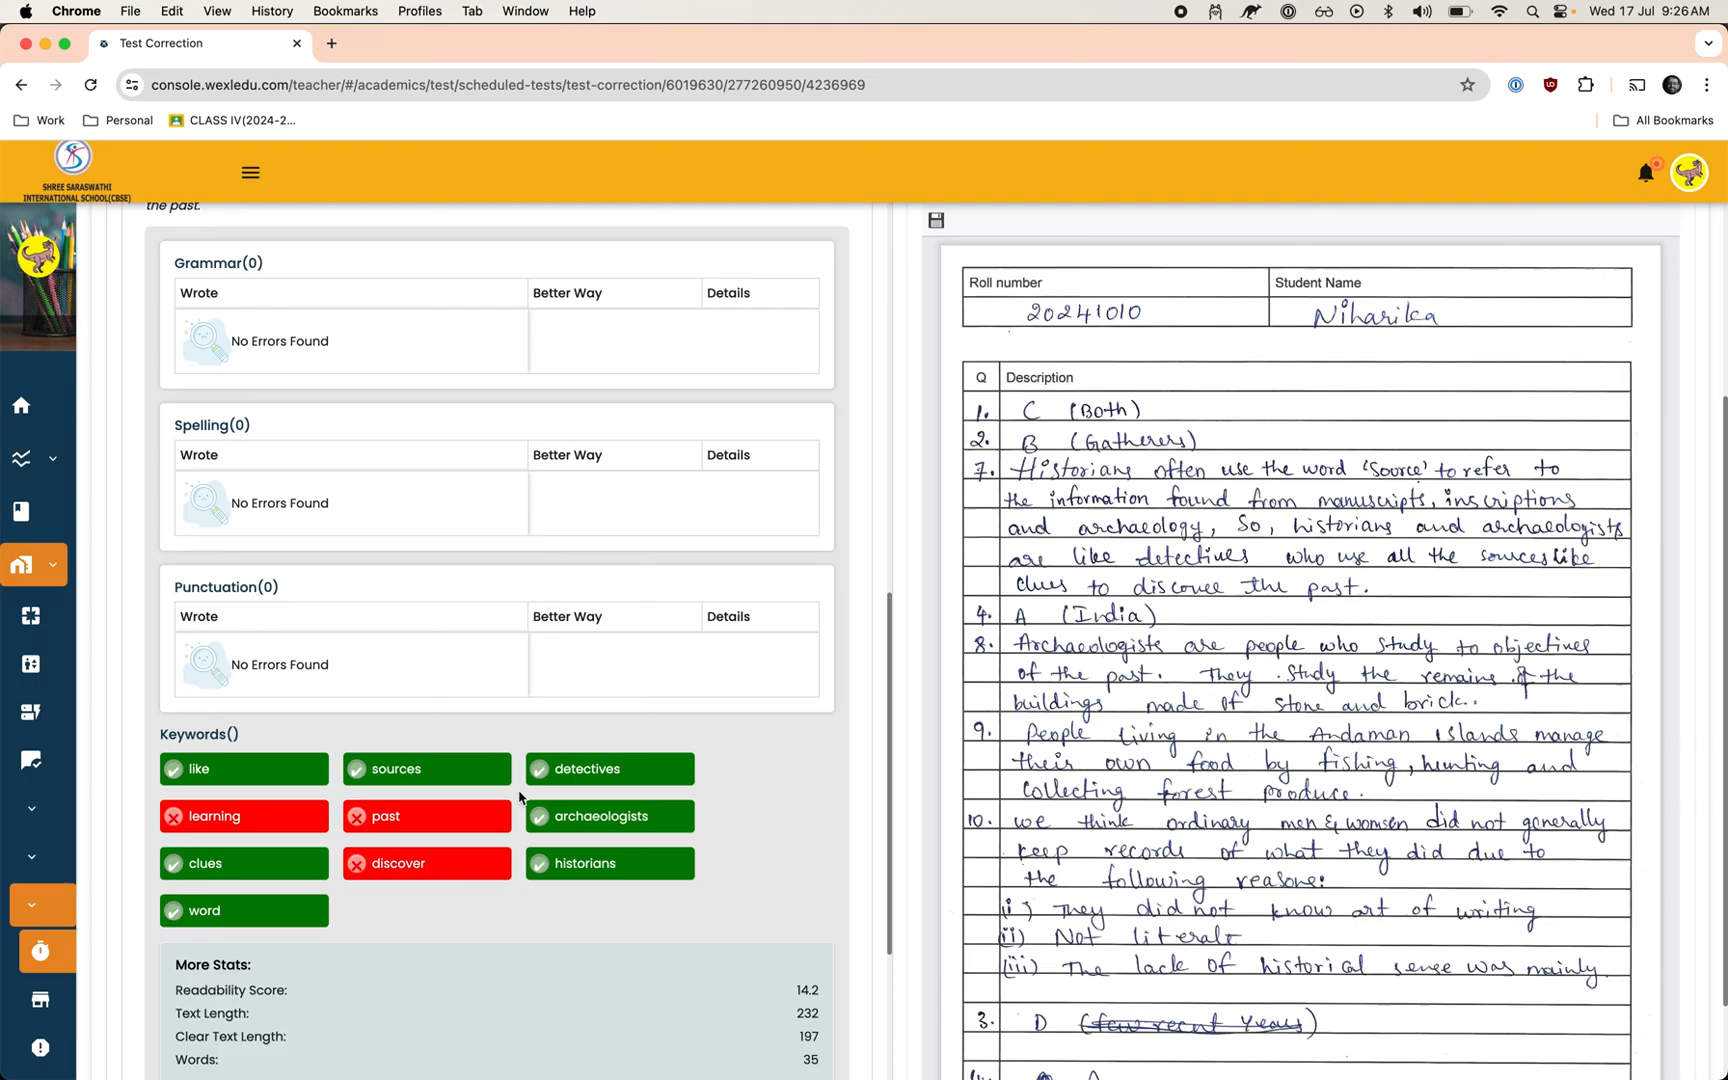 Chrome File Edit View History Bookmarks Profiles Tab Window Help Wed 17 Jul 9:26 AM
Test Correction
console.wexledu.com/teacher/#/academics/test/scheduled-tests/test-correction/6019630/277260950/4236969
Work Personal CLASS IV(2024-2... All Bookmarks
SHREE SARASWATHI
INTERNATIONAL SCHOOL(CBSE)
the past.
Grammar(0)
Wrote Better Way Details
No Errors Found
Spelling(0)
Wrote Better Way Details
No Errors Found
Punctuation(0)
Wrote Better Way Details
No Errors Found
Keywords()
like sources detectives
learning past archaeologists
clues discover historians
word
More Stats:
Readability Score: 14.2
Text Length: 232
Clear Text Length: 197
Words: 35
Roll number Student Name
20241010 Niharika
Q Description
1. C (Both)
2. B (Gatherers)
7. Historians often use the word 'Source' to refer to
the information found from manuscripts, inscriptions
and archaeology, So, historians and archaeologists
are like detectives who use all the sources like
clues to discover the past.
4. A (India)
8. Archaeologists are people who study to objectives
of the past. They study the remains of the
buildings made of stone and brick..
9. People living in the Andaman Islands manage
their own food by fishing, hunting and
collecting forest produce.
10. we think ordinary men & women did not generally
keep records of what they did due to
the following reasons:
(i) They did not know art of writing
(ii) Not literate
(iii) The lack of historical sense was mainly.
3. D (few recent years)